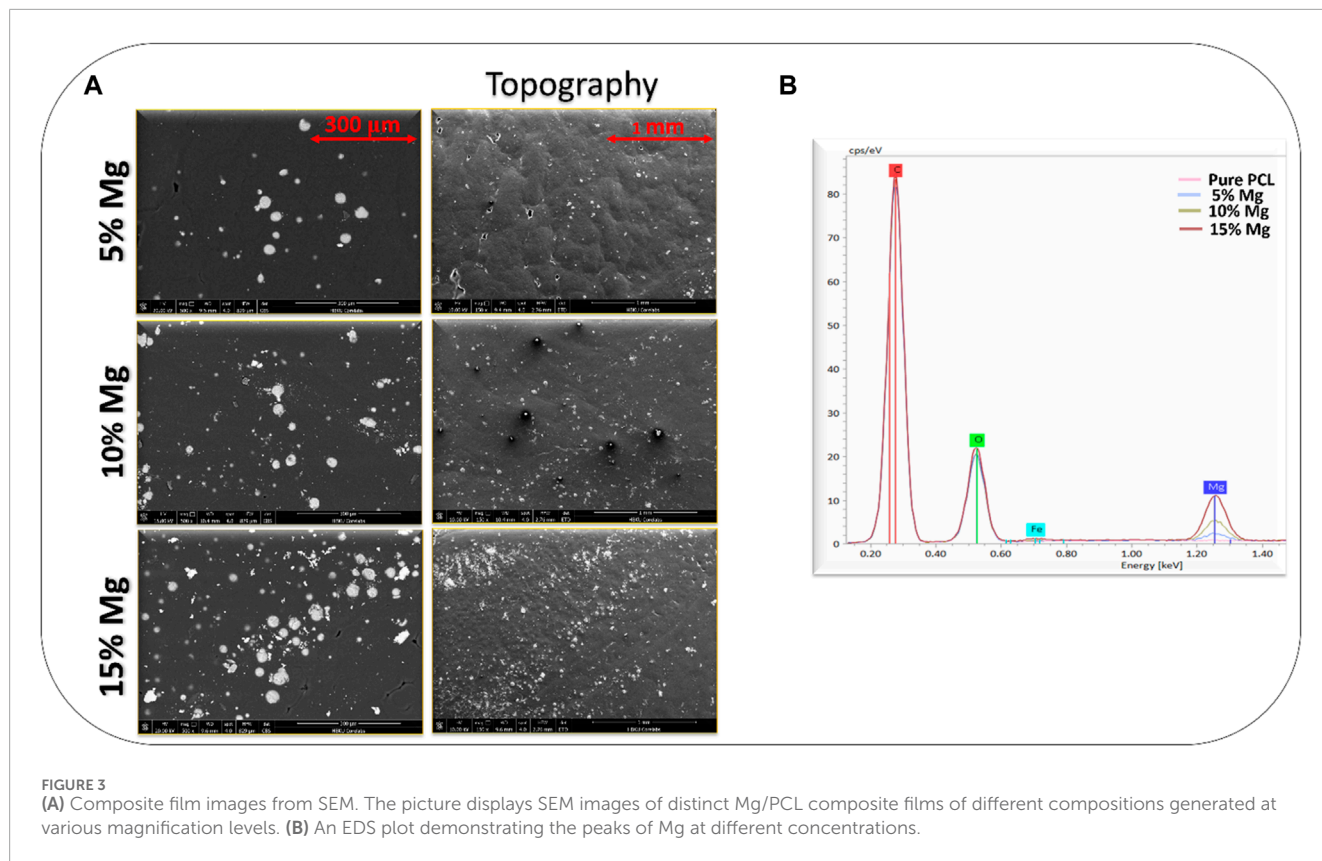 A
Topography
B
5% Mg
300 µm
1 mm
10% Mg
15% Mg
cps/eV
Pure PCL
5% Mg
10% Mg
15% Mg
C
O
Fe
Mg
80
70
60
50
40
30
20
10
0
0.20 0.40 0.60 0.80 1.00 1.20 1.40
Energy [keV]
FIGURE 3
(A) Composite film images from SEM. The picture displays SEM images of distinct Mg/PCL composite films of different compositions generated at
various magnification levels. (B) An EDS plot demonstrating the peaks of Mg at different concentrations.